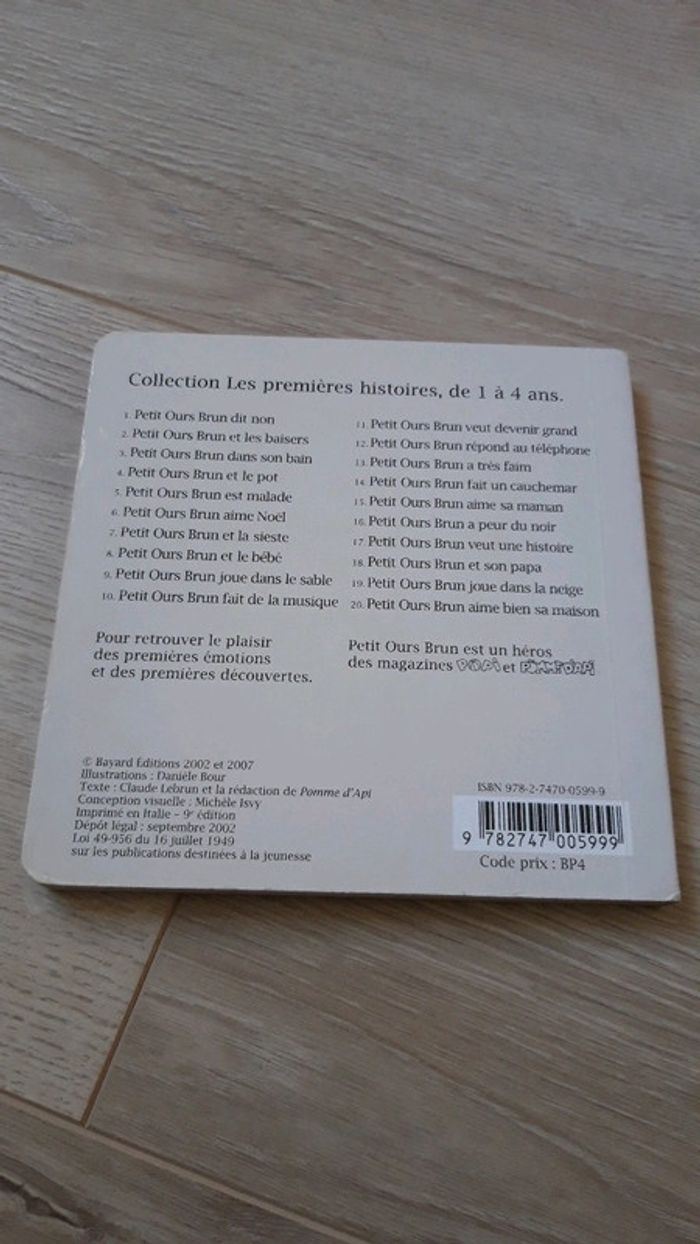 Collection Les premières histoires, de 1 à 4 ans.
1. Petit Ours Brun dit non
2. Petit Ours Brun et les baisers
3. Petit Ours Brun dans son bain
4. Petit Ours Brun et le pot
5. Petit Ours Brun est malade
6. Petit Ours Brun aime Noël
7. Petit Ours Brun et la sieste
8. Petit Ours Brun et le bébé
9. Petit Ours Brun joue dans le sable
10. Petit Ours Brun fait de la musique
11. Petit Ours Brun veut devenir grand
12. Petit Ours Brun répond au téléphone
13. Petit Ours Brun a très faim
14. Petit Ours Brun fait un cauchemar
15. Petit Ours Brun aime sa maman
16. Petit Ours Brun a peur du noir
17. Petit Ours Brun veut une histoire
18. Petit Ours Brun et son papa
19. Petit Ours Brun joue dans la neige
20. Petit Ours Brun aime bien sa maison
Pour retrouver le plaisir
des premières émotions
et des premières découvertes.
Petit Ours Brun est un héros
des magazines POPI et POMME D'API
© Bayard Éditions 2002 et 2007
Illustrations : Danièle Bour
Texte : Claude Lebrun et la rédaction de Pomme d'Api
Conception visuelle : Michèle Isvy
Imprimé en Italie – 9e édition
Dépôt légal : septembre 2002
Loi 49-956 du 16 juillet 1949
sur les publications destinées à la jeunesse
ISBN 978-2-7470-0599-9
9 782747 005999
Code prix : BP4